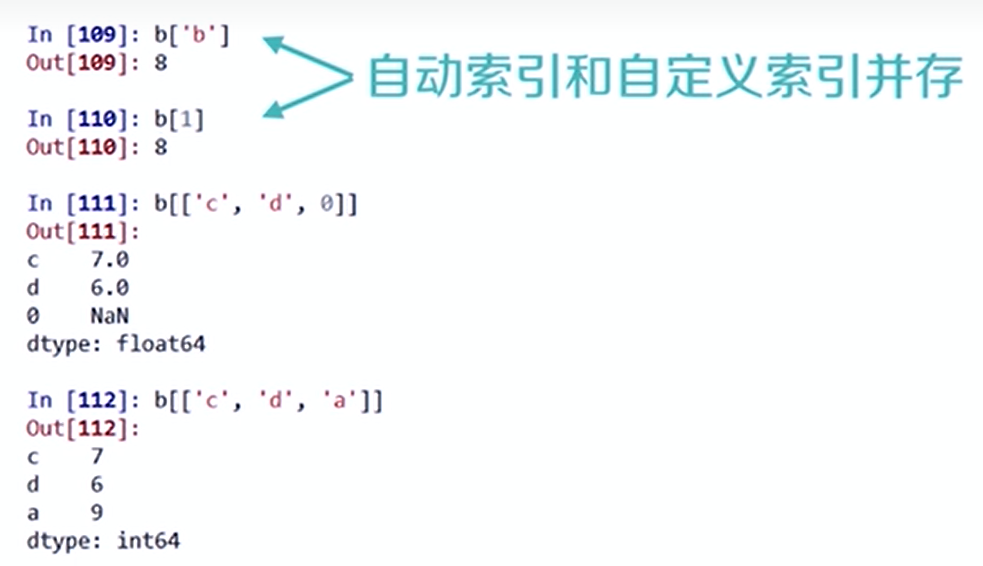 In [109]: b['b']
Out[109]: 8
自动索引和自定义索引并存
In [110]: b[1]
Out[110]: 8
In [111]: b[['c', 'd', 0]]
Out[111]:
c    7.0
d    6.0
0    NaN
dtype: float64
In [112]: b[['c', 'd', 'a']]
Out[112]:
c    7
d    6
a    9
dtype: int64